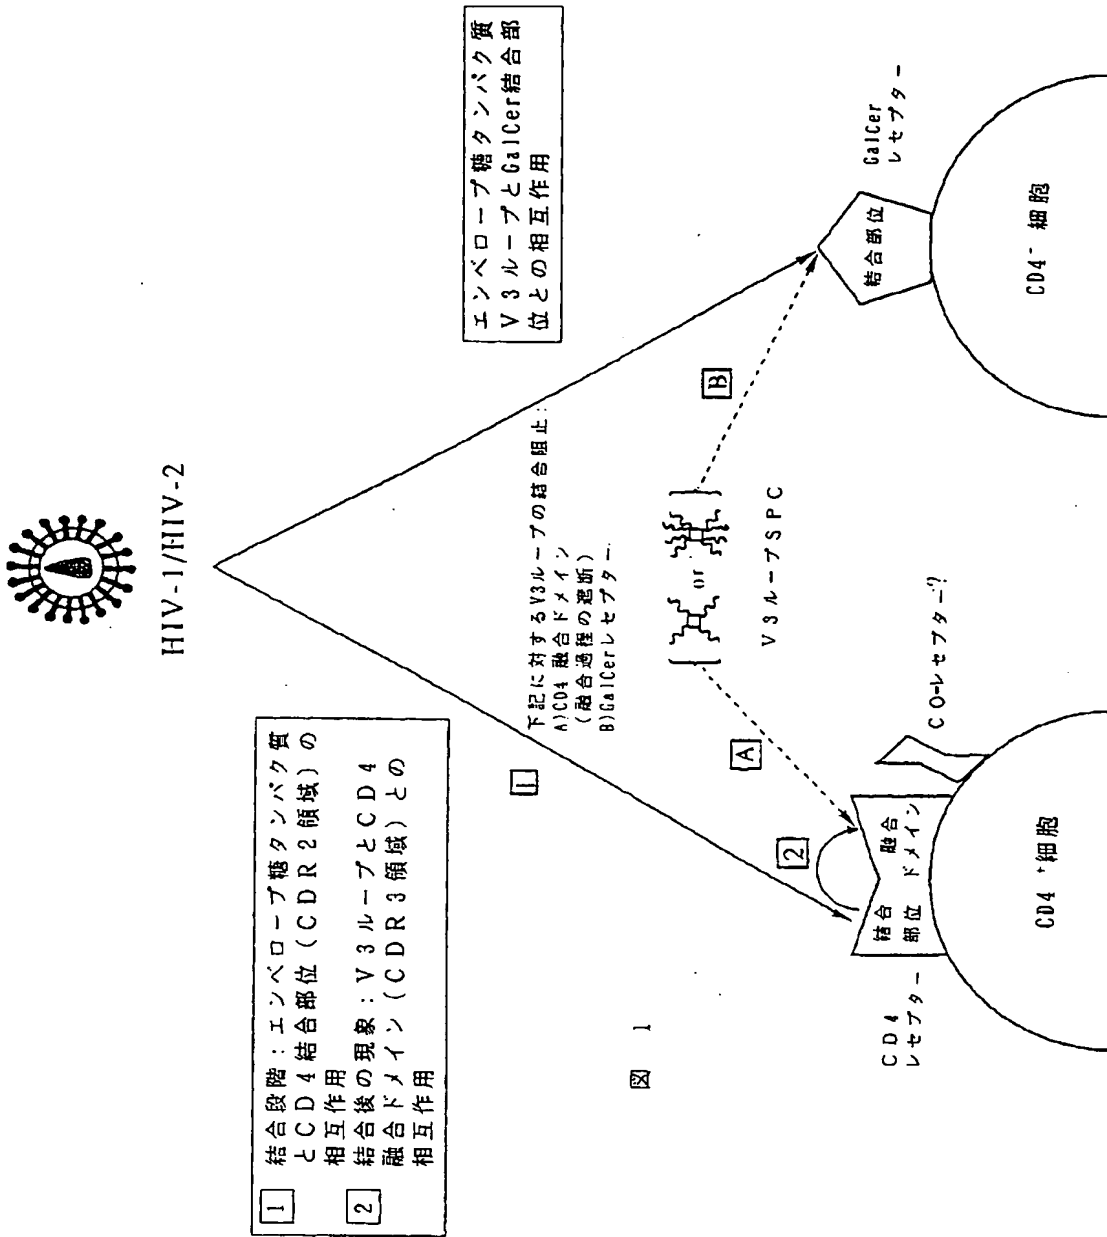 HIV-1/HIV-2
1 結合段階:エンベロープ糖タンパク質
とCD4結合部位(CDR2領域)の
相互作用
2 結合後の現象:V3ループとCD4
融合ドメイン(CDR3領域)との
相互作用
エンベロープ糖タンパク質
V3ループとGalCer結合部
位との相互作用
1
下記に対するV3ループの結合阻止:
A)CD4 融合ドメイン
(融合過程の遮断)
B)GalCerレセプター
A
or
B
V3ループSPC
2
CD4
レセプター
結合
部位
融合
ドメイン
CO-レセプター?
GalCer
レセプター
結合部位
CD4⁺細胞
CD4⁻細胞
図 1